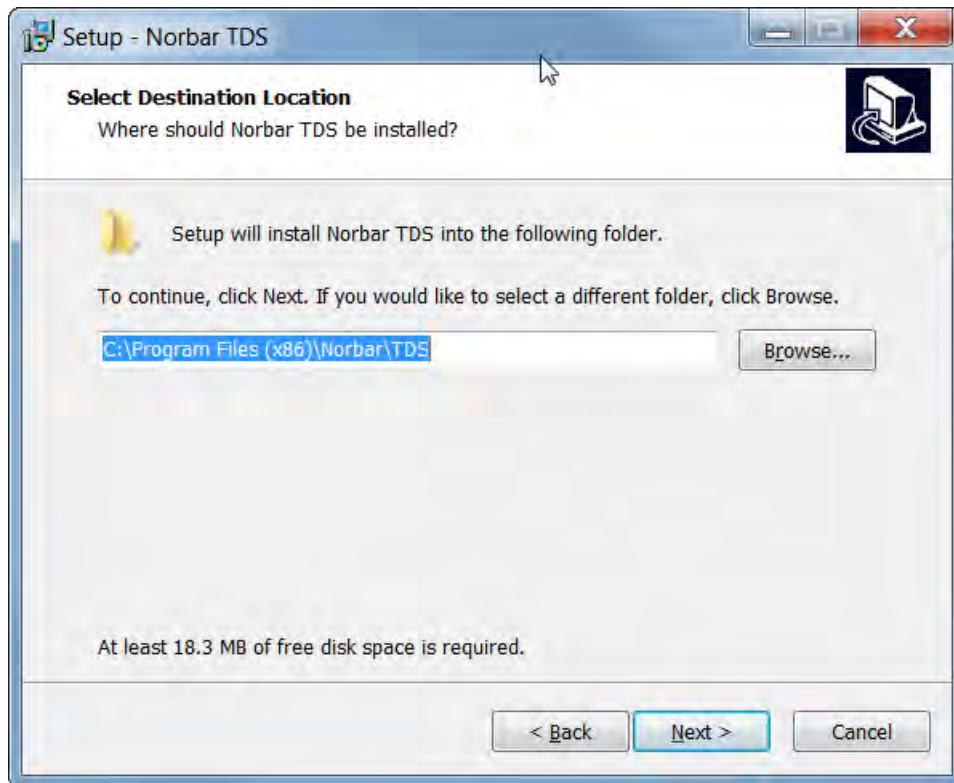 Setup - Norbar TDS
Select Destination Location
Where should Norbar TDS be installed?
Setup will install Norbar TDS into the following folder.
To continue, click Next. If you would like to select a different folder, click Browse.
C:\Program Files (x86)\Norbar\TDS
Browse...
At least 18.3 MB of free disk space is required.
< Back
Next >
Cancel